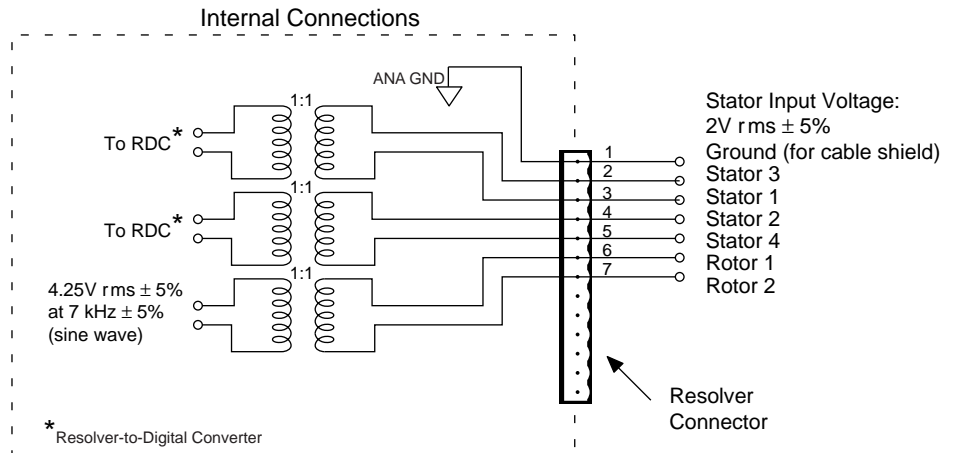 Internal Connections
ANA GND
1:1
To RDC*
1:1
To RDC*
1:1
4.25V rms ± 5%
at 7 kHz ± 5%
(sine wave)
*Resolver-to-Digital Converter
1
2
3
4
5
6
7
Stator Input Voltage:
2V rms ± 5%
Ground (for cable shield)
Stator 3
Stator 1
Stator 2
Stator 4
Rotor 1
Rotor 2
Resolver
Connector